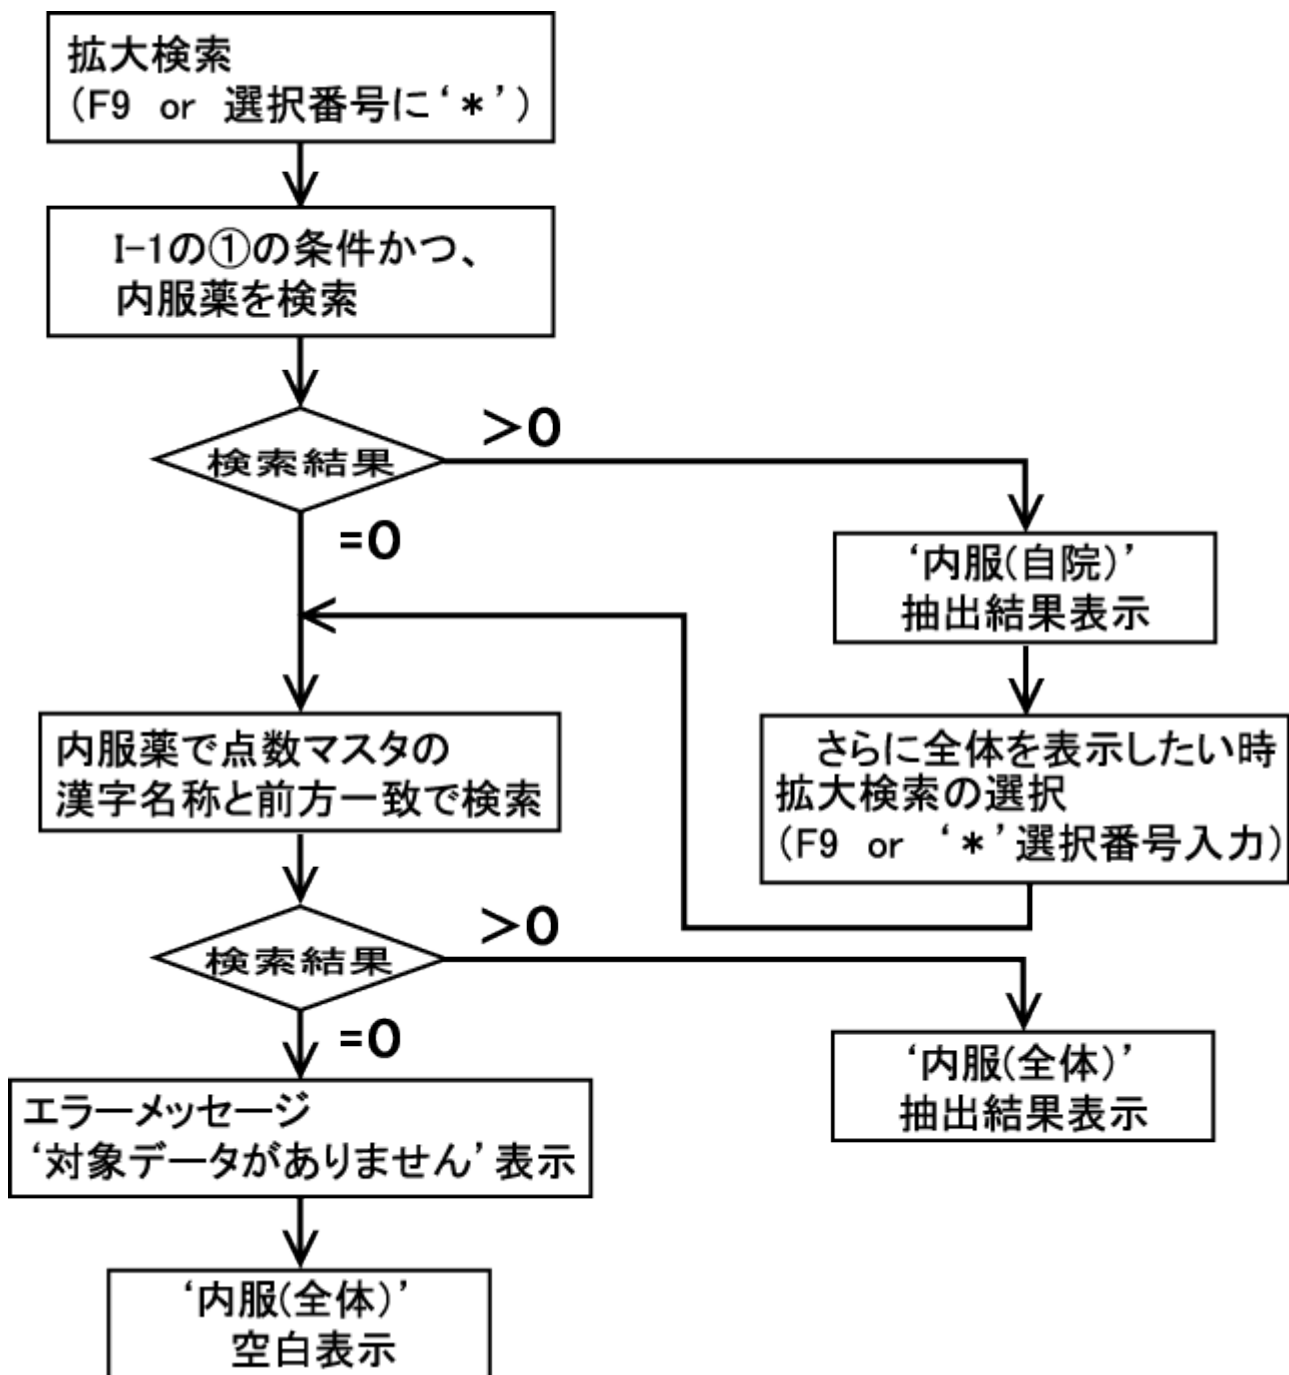 拡大検索
(F9 or 選択番号に‘*’)
I-1の①の条件かつ、
内服薬を検索
検索結果
>0
=0
‘内服(自院)’
抽出結果表示
さらに全体を表示したい時
拡大検索の選択
(F9 or ‘*’選択番号入力)
内服薬で点数マスタの
漢字名称と前方一致で検索
検索結果
>0
=0
‘内服(全体)’
抽出結果表示
エラーメッセージ
‘対象データがありません’表示
‘内服(全体)’
空白表示